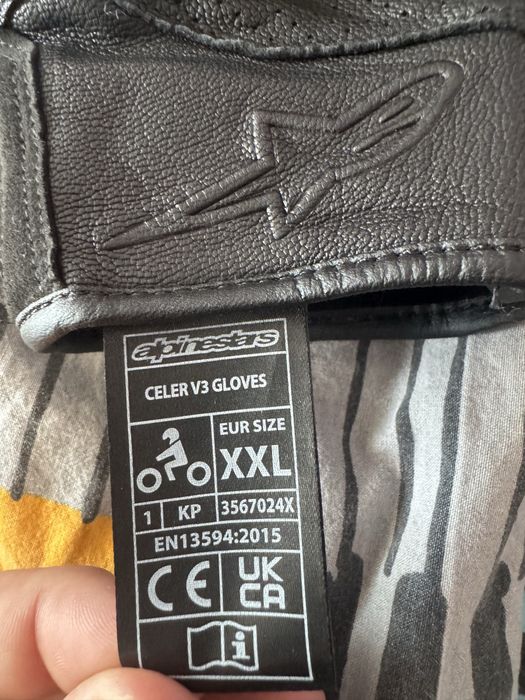 alpinestars
CELER V3 GLOVES
EUR SIZE
XXL
1 KP 3567024X
EN13594:2015
CE UK
CA
i